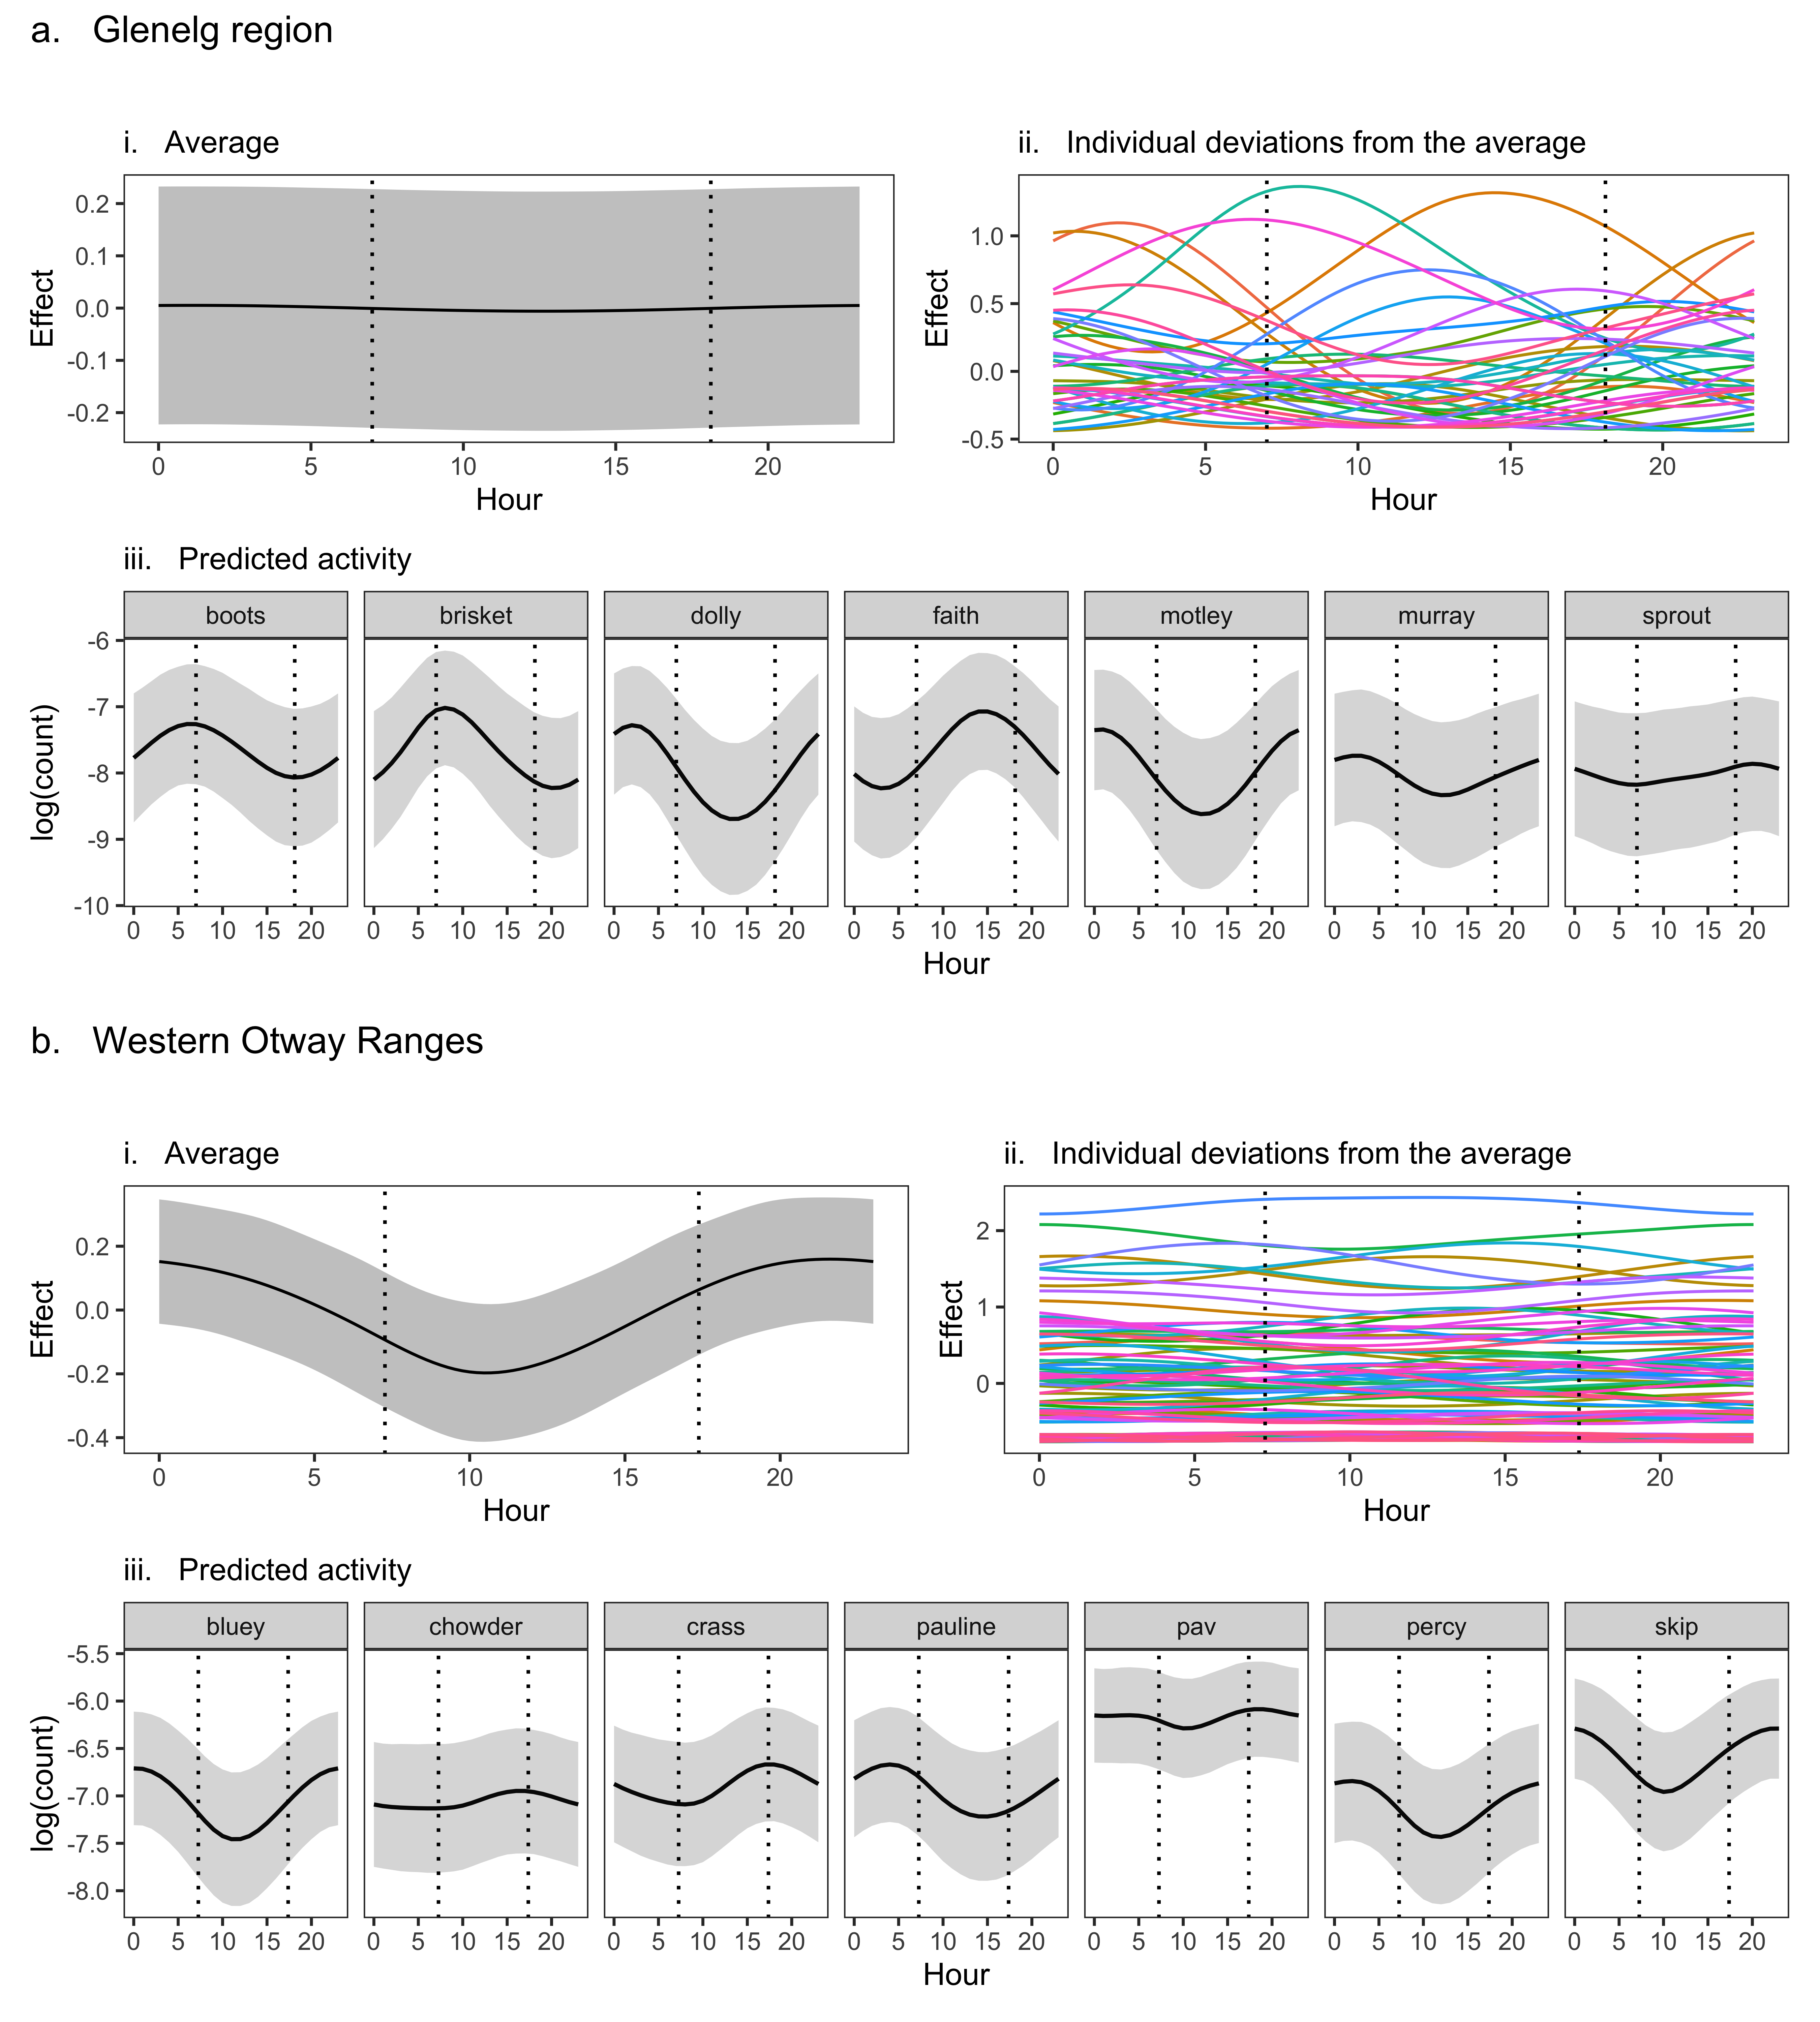 a. Glenelg region
i. Average
ii. Individual deviations from the average
0.2
0.1
0.0
-0.1
-0.2
Effect
0 5 10 15 20
Hour
1.0
0.5
0.0
-0.5
Effect
0 5 10 15 20
Hour
iii. Predicted activity
boots brisket dolly faith motley murray sprout
-6
-7
-8
-9
-10
log(count)
0 5 10 15 20 0 5 10 15 20 0 5 10 15 20 0 5 10 15 20 0 5 10 15 20 0 5 10 15 20 0 5 10 15 20
Hour
b. Western Otway Ranges
i. Average
ii. Individual deviations from the average
0.2
0.0
-0.2
-0.4
Effect
0 5 10 15 20
Hour
2
1
0
Effect
0 5 10 15 20
Hour
iii. Predicted activity
bluey chowder crass pauline pav percy skip
-5.5
-6.0
-6.5
-7.0
-7.5
-8.0
log(count)
0 5 10 15 20 0 5 10 15 20 0 5 10 15 20 0 5 10 15 20 0 5 10 15 20 0 5 10 15 20 0 5 10 15 20
Hour